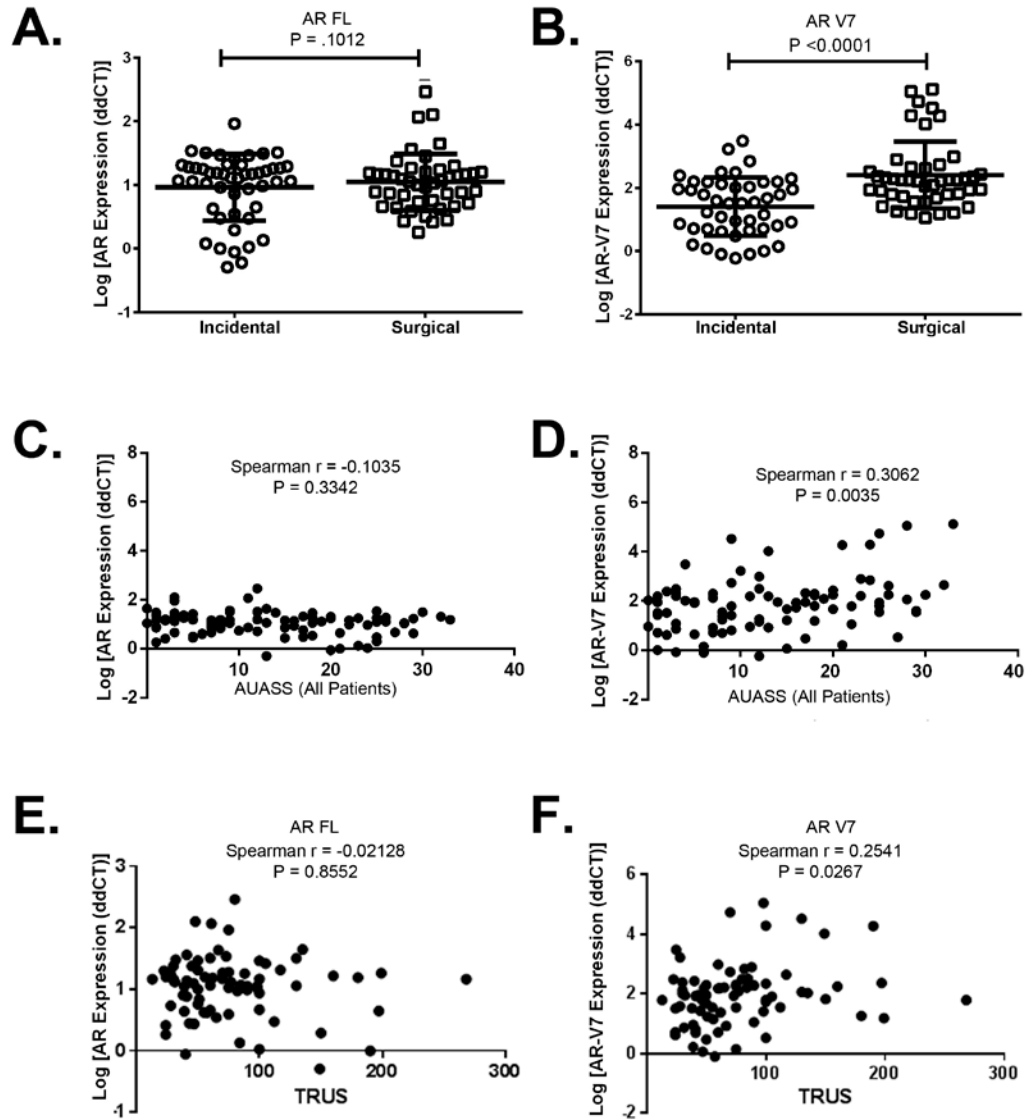 A.
AR FL
P = .1012
Log [AR Expression (ddCT)]
3
2
1
0
-1
Incidental
Surgical
B.
AR V7
P <0.0001
Log [AR-V7 Expression (ddCT)]
6
4
2
0
-2
Incidental
Surgical
C.
Spearman r = -0.1035
P = 0.3342
Log [AR Expression (ddCT)]
8
6
4
2
0
-2
10
20
30
40
AUASS (All Patients)
D.
Spearman r = 0.3062
P = 0.0035
Log [AR-V7 Expression (ddCT)]
8
6
4
2
0
-2
10
20
30
40
AUASS (All Patients)
E.
AR FL
Spearman r = -0.02128
P = 0.8552
Log [AR Expression (ddCT)]
3
2
1
0
-1
100
200
300
TRUS
F.
AR V7
Spearman r = 0.2541
P = 0.0267
Log [AR-V7 Expression (ddCT)]
6
4
2
0
-2
100
200
300
TRUS